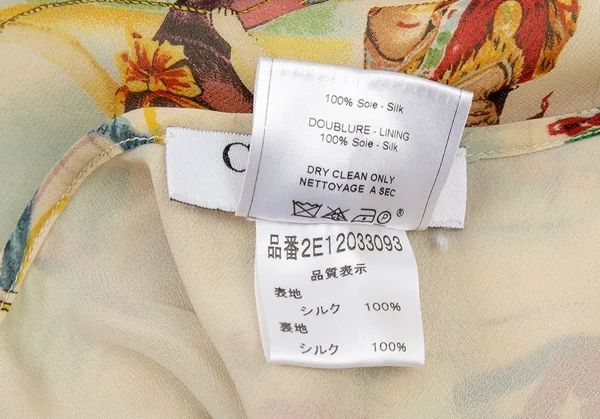 100% Soie - Silk
DOUBLURE - LINING
100% Soie - Silk
DRY CLEAN ONLY
NETTOYAGE A SEC
P
®
品番2E12033093
品質表示
表地
シルク 100%
裏地
シルク 100%